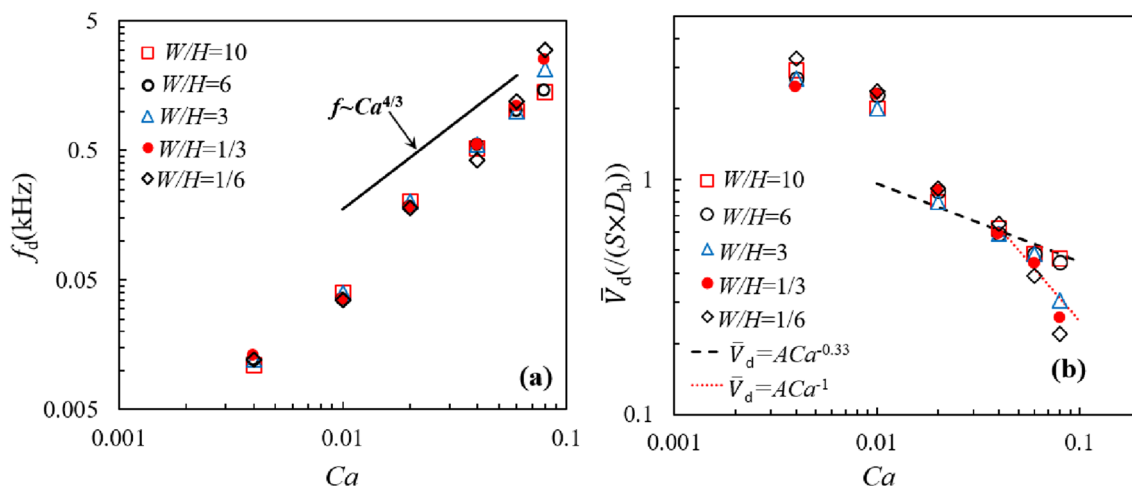 5
0.5
0.05
0.005
0.001
0.01
0.1
f_d(kHz)
Ca
W/H=10
W/H=6
W/H=3
W/H=1/3
W/H=1/6
f~Ca^4/3
(a)
1
0.1
0.001
0.01
0.1
V̄_d(/(S×D_h))
Ca
W/H=10
W/H=6
W/H=3
W/H=1/3
W/H=1/6
V̄_d=ACa^-0.33
V̄_d=ACa^-1
(b)